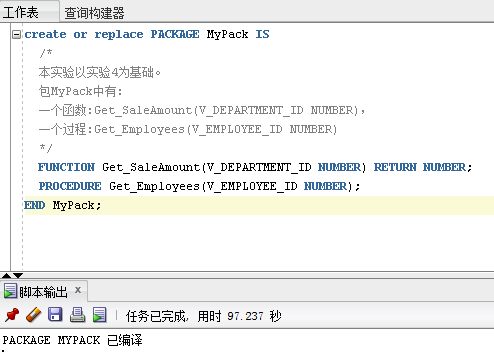 工作表 查询构建器
create or replace PACKAGE MyPack IS
/*
本实验以实验4为基础。
包MyPack中有:
一个函数:Get_SaleAmount(V_DEPARTMENT_ID NUMBER),
一个过程:Get_Employees(V_EMPLOYEE_ID NUMBER)
*/
FUNCTION Get_SaleAmount(V_DEPARTMENT_ID NUMBER) RETURN NUMBER;
PROCEDURE Get_Employees(V_EMPLOYEE_ID NUMBER);
END MyPack;
脚本输出 x
任务已完成, 用时 97.237 秒
PACKAGE MYPACK 已编译